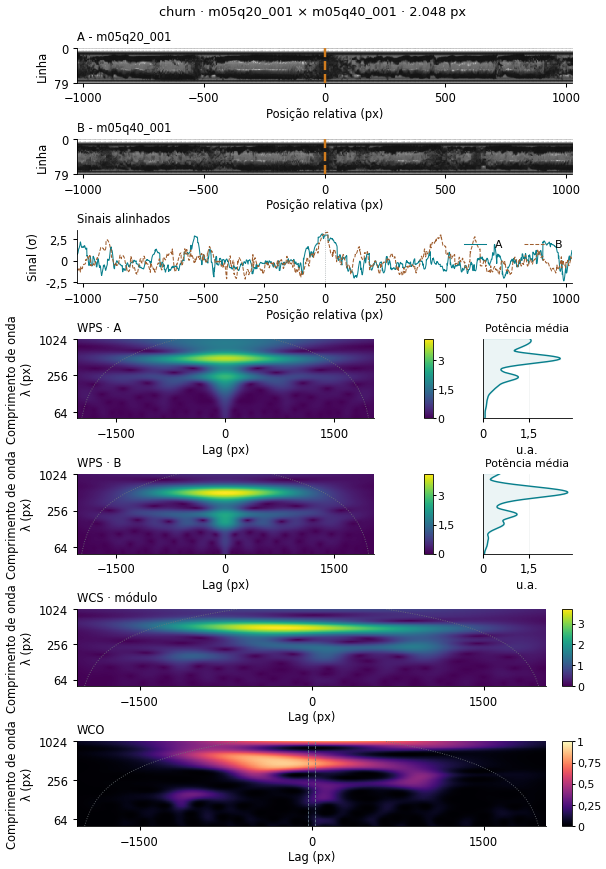 churn · m05q20_001 × m05q40_001 · 2.048 px
A - m05q20_001
0
79
Linha
−1000 −500 0 500 1000
Posição relativa (px)
B - m05q40_001
0
79
Linha
−1000 −500 0 500 1000
Posição relativa (px)
Sinais alinhados
2,5
0
−2,5
Sinal (σ)
A B
−1000 −750 −500 −250 0 250 500 750 1000
Posição relativa (px)
WPS · A
Potência média
1024
256
64
Comprimento de onda
λ (px)
3
1,5
0
−1500 0 1500
0 1,5
Lag (px)
u.a.
WPS · B
Potência média
1024
256
64
Comprimento de onda
λ (px)
3
1,5
0
−1500 0 1500
0 1,5
Lag (px)
u.a.
WCS · módulo
1024
256
64
Comprimento de onda
λ (px)
3
2
1
0
−1500 0 1500
Lag (px)
WCO
1024
256
64
Comprimento de onda
λ (px)
1
0,75
0,5
0,25
0
−1500 0 1500
Lag (px)